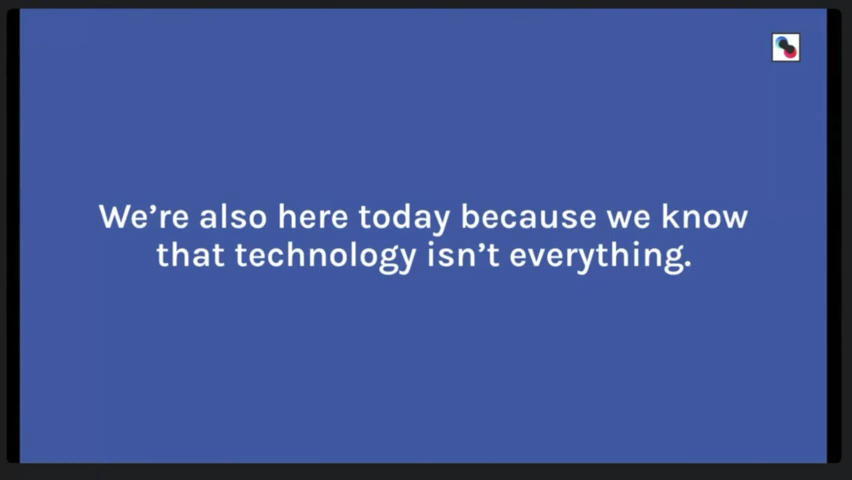 We’re also here today because we know
that technology isn’t everything.